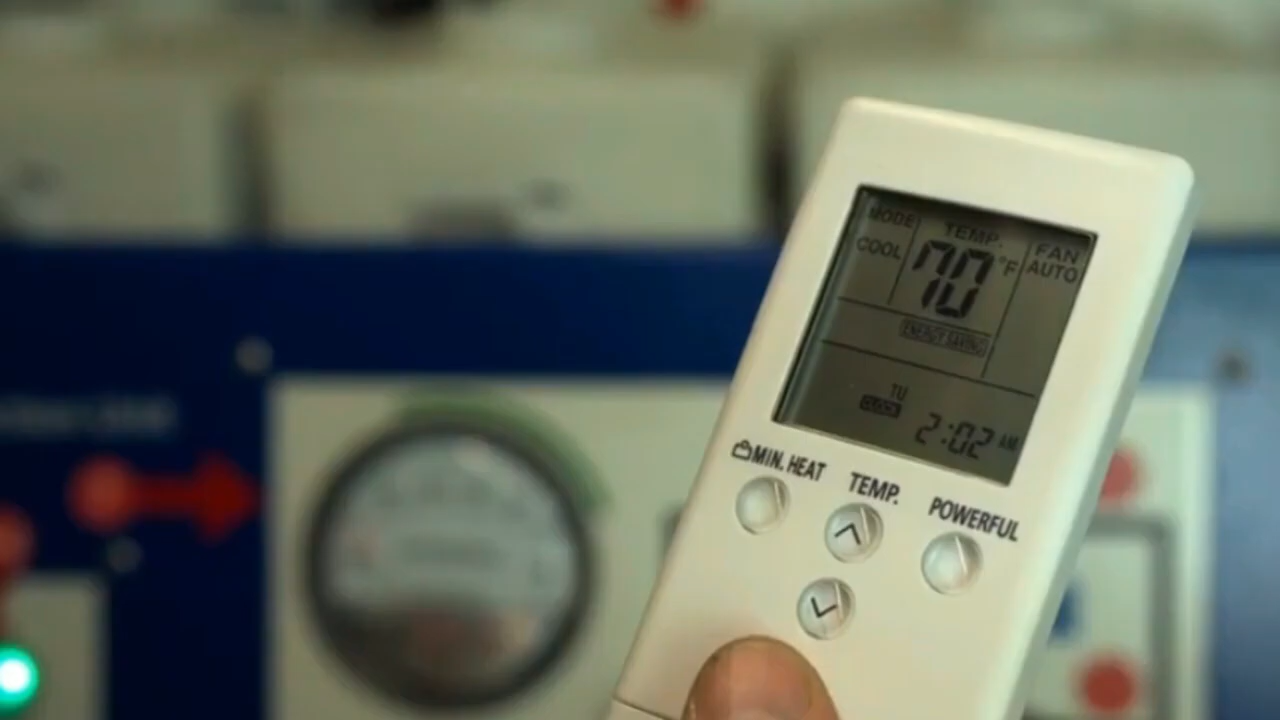 MODE TEMP. FAN
COOL 70 °F AUTO
ENERGY SAVING
TU
CLOCK 2:02 AM
MIN. HEAT TEMP. POWERFUL